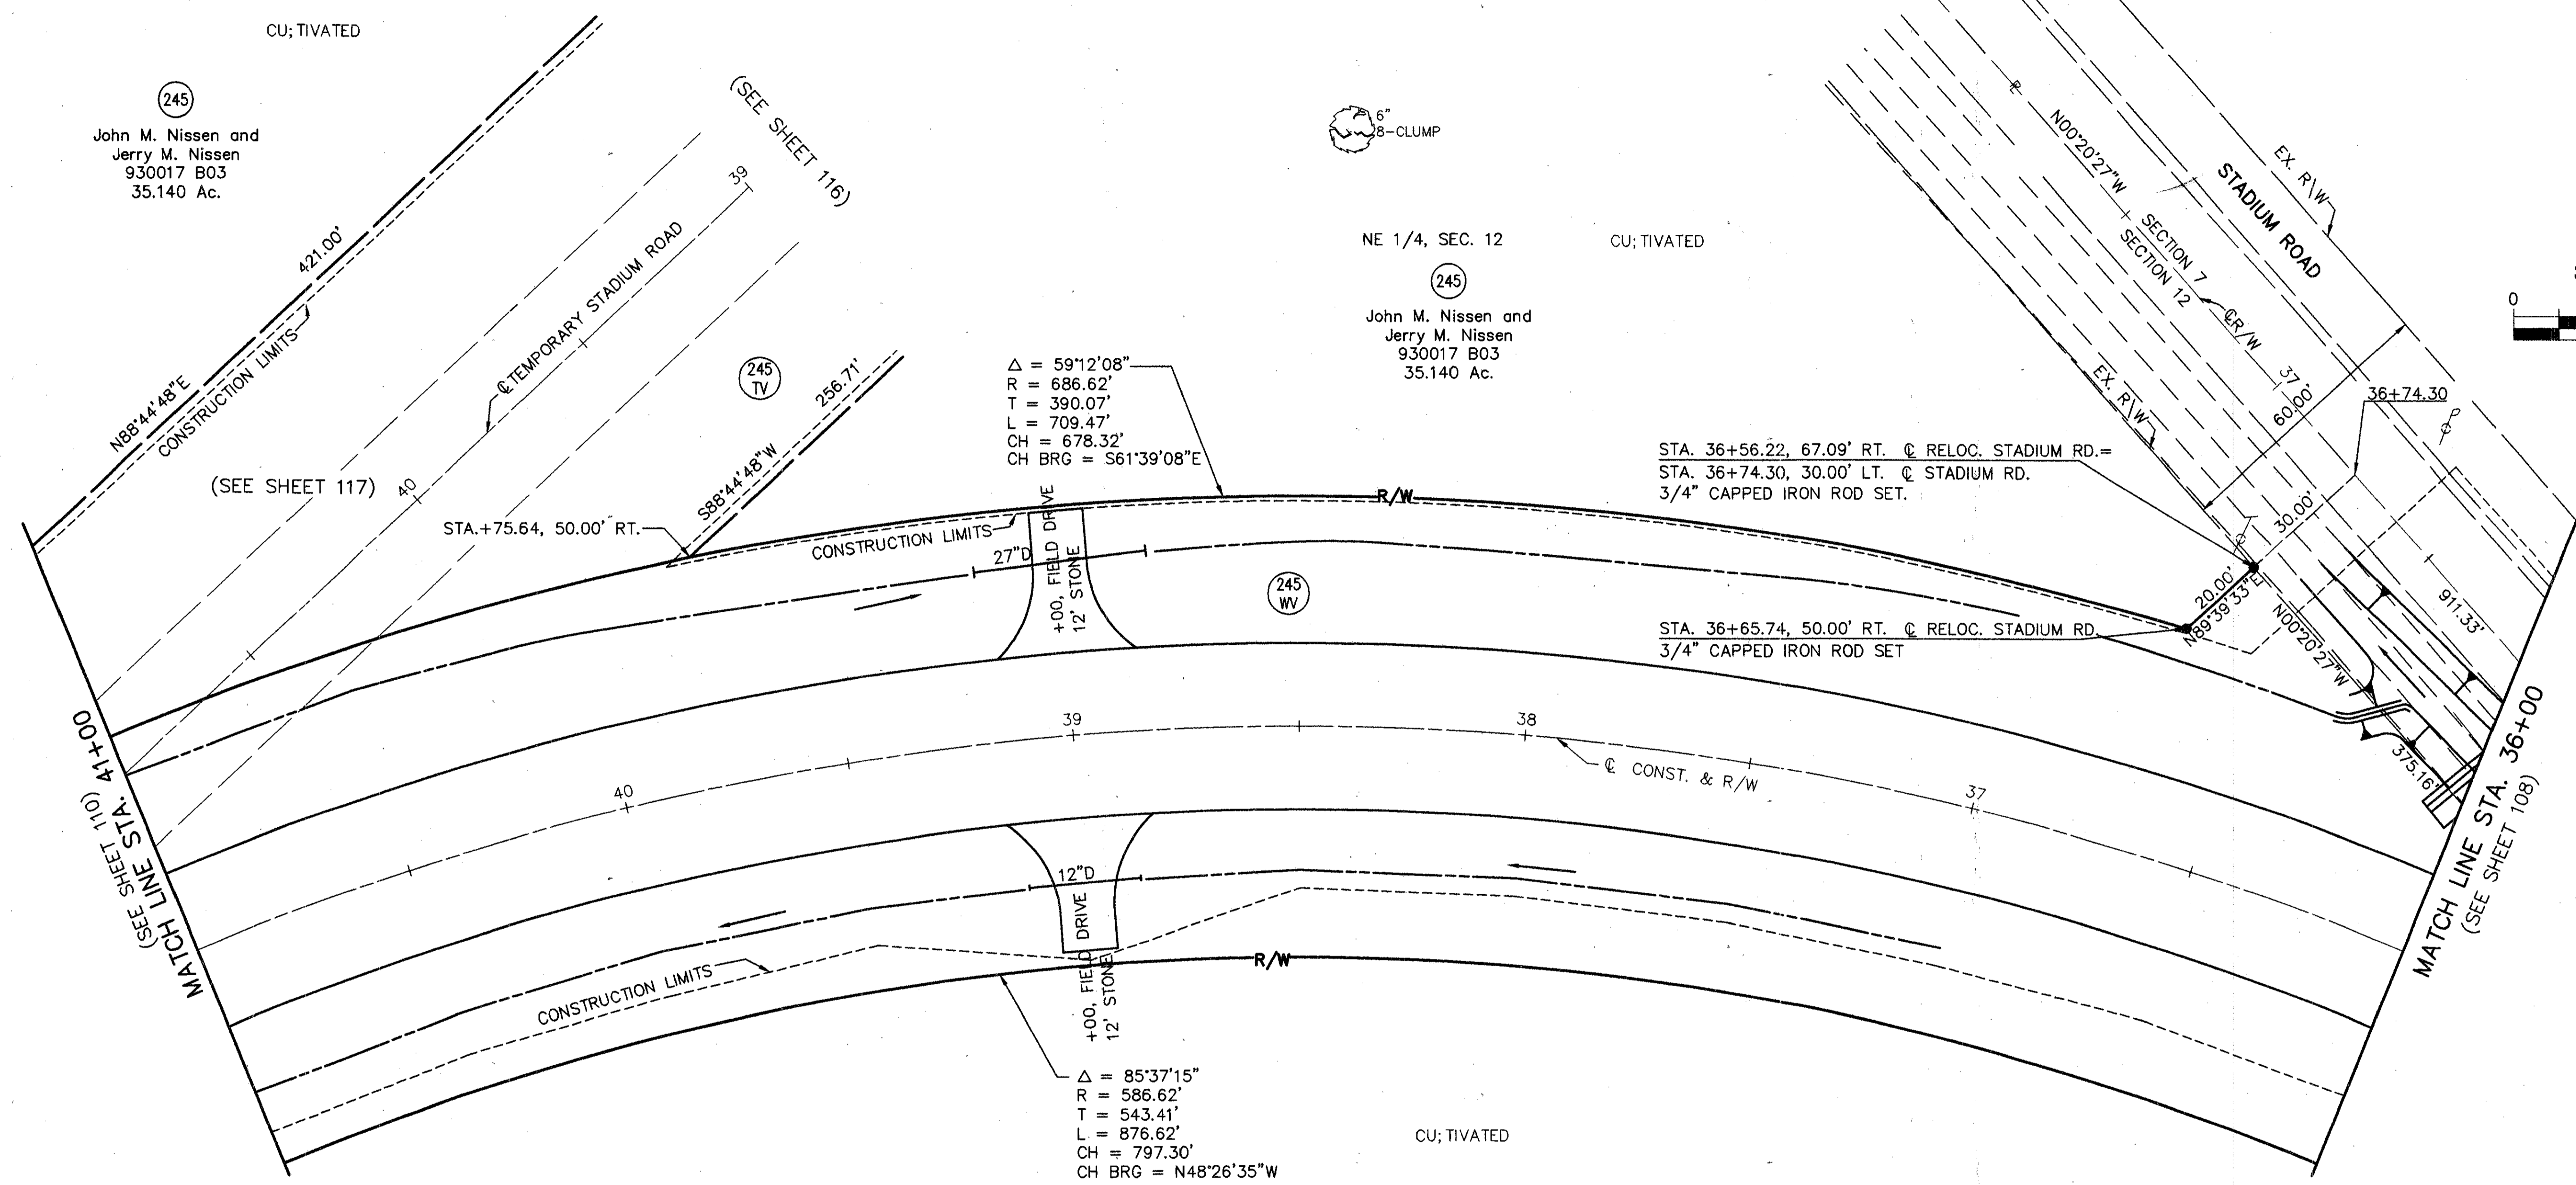 CU;TIVATED
245
John M. Nissen and
Jerry M. Nissen
930017 B03
35.140 Ac.
421.00'
N88°44'48"E
CONSTRUCTION LIMITS
(SEE SHEET 117)
40
℄ TEMPORARY STADIUM ROAD
39
(SEE SHEET 116)
245
TV
256.71'
S88°44'48"W
STA.+75.64, 50.00' RT.
6"
8-CLUMP
NE 1/4, SEC. 12
CU;TIVATED
245
John M. Nissen and
Jerry M. Nissen
930017 B03
35.140 Ac.
Δ = 59°12'08"
R = 686.62'
T = 390.07'
L = 709.47'
CH = 678.32'
CH BRG = S61°39'08"E
R/W
CONSTRUCTION LIMITS
27"D
+00, FIELD DRIVE
12' STONE
245
WV
STA. 36+56.22, 67.09' RT. ℄ RELOC. STADIUM RD.=
STA. 36+74.30, 30.00' LT. ℄ STADIUM RD.
3/4" CAPPED IRON ROD SET.
STA. 36+65.74, 50.00' RT. ℄ RELOC. STADIUM RD.
3/4" CAPPED IRON ROD SET
N00°20'27"W
SECTION 7
SECTION 12
℄R/W
37
EX. R\W
STADIUM ROAD
EX. R\W
60.00'
36+74.30
30.00'
20.00'
N89°39'33"E
N00°20'27"W
911.33'
375.16'
0
MATCH LINE STA. 41+00
(SEE SHEET 110)
MATCH LINE STA. 36+00
(SEE SHEET 108)
40
39
38
37
℄ CONST. & R/W
12"D
+00, FIELD DRIVE
12' STONE
CONSTRUCTION LIMITS
R/W
Δ = 85°37'15"
R = 586.62'
T = 543.41'
L = 876.62'
CH = 797.30'
CH BRG = N48°26'35"W
CU;TIVATED